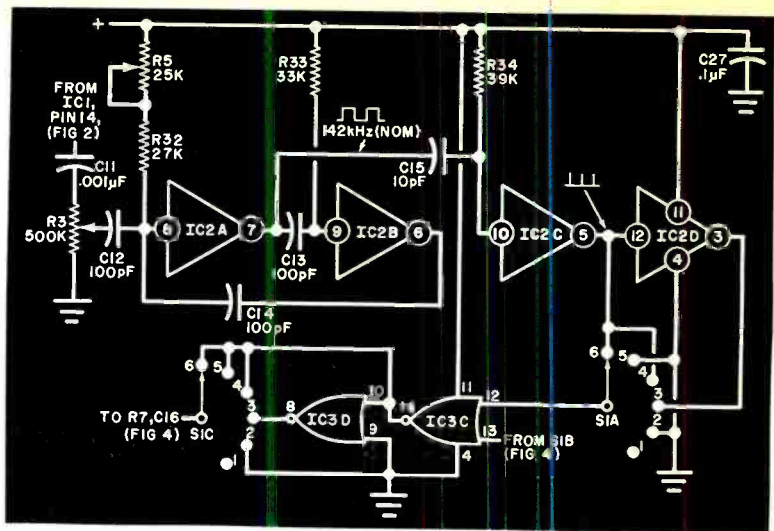 +
R5
25K
R33
33K
R34
39K
C27
.1µF
FROM
IC1,
PIN14,
(FIG 2)
142kHz(NOM)
R32
27K
C15
10pF
C11
.001µF
R3
500K
C12
100pF
8
IC2A
7
9
IC2B
6
10
IC2C
5
12
IC2D
11
4
3
C13
100pF
C14
100pF
6
5
4
3
2
1
TO R7,C16
(FIG 4)
S1C
8
IC3D
10
9
11
IC3C
11
12
13
4
FROM S1B
(FIG 4)
S1A
6
5
4
3
2
1